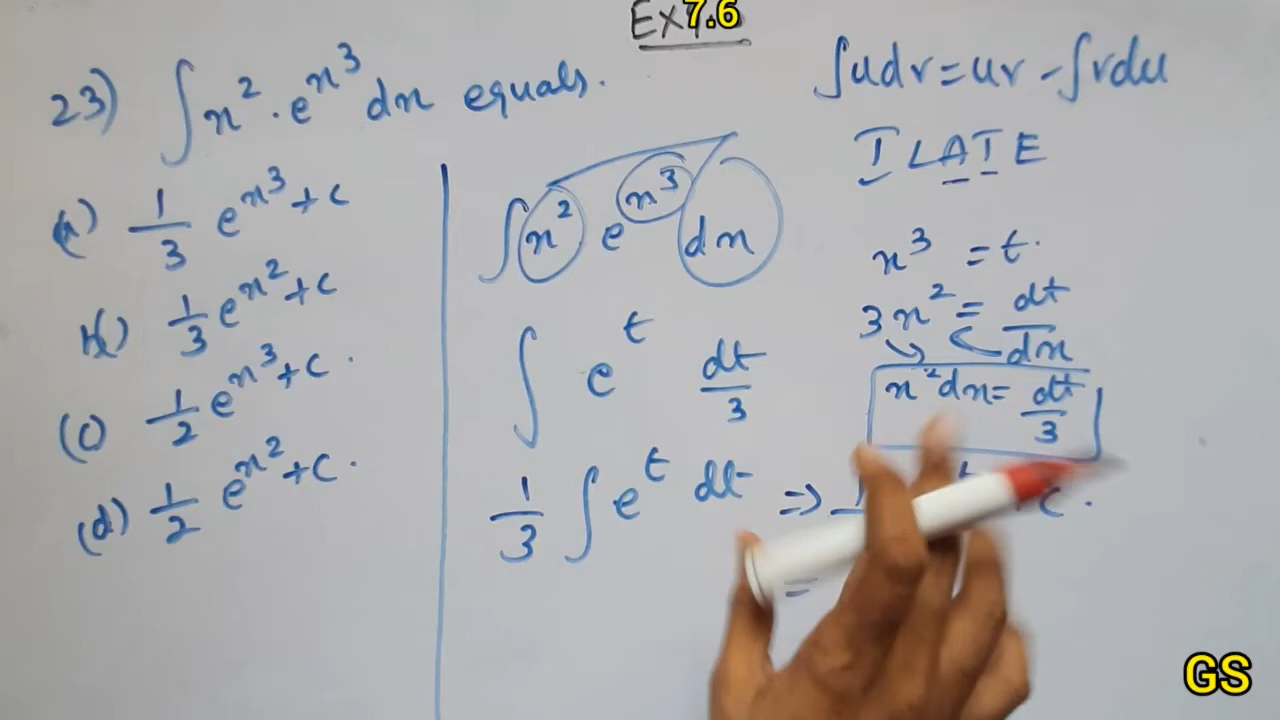 Ex 7.6
23) ∫ x² · e^x³ dx equals.
(a) 1/3 e^x³ + c
(b) 1/3 e^x² + c
(c) 1/2 e^x³ + c.
(d) 1/2 e^x² + c.
∫ x² e^x³ dx
∫ e^t dt/3
1/3 ∫ e^t dt ⇒ + c.
=
∫udv = uv - ∫vdu
ILATE
x³ = t.
3x² = dt/dx
x²dx = dt/3
GS